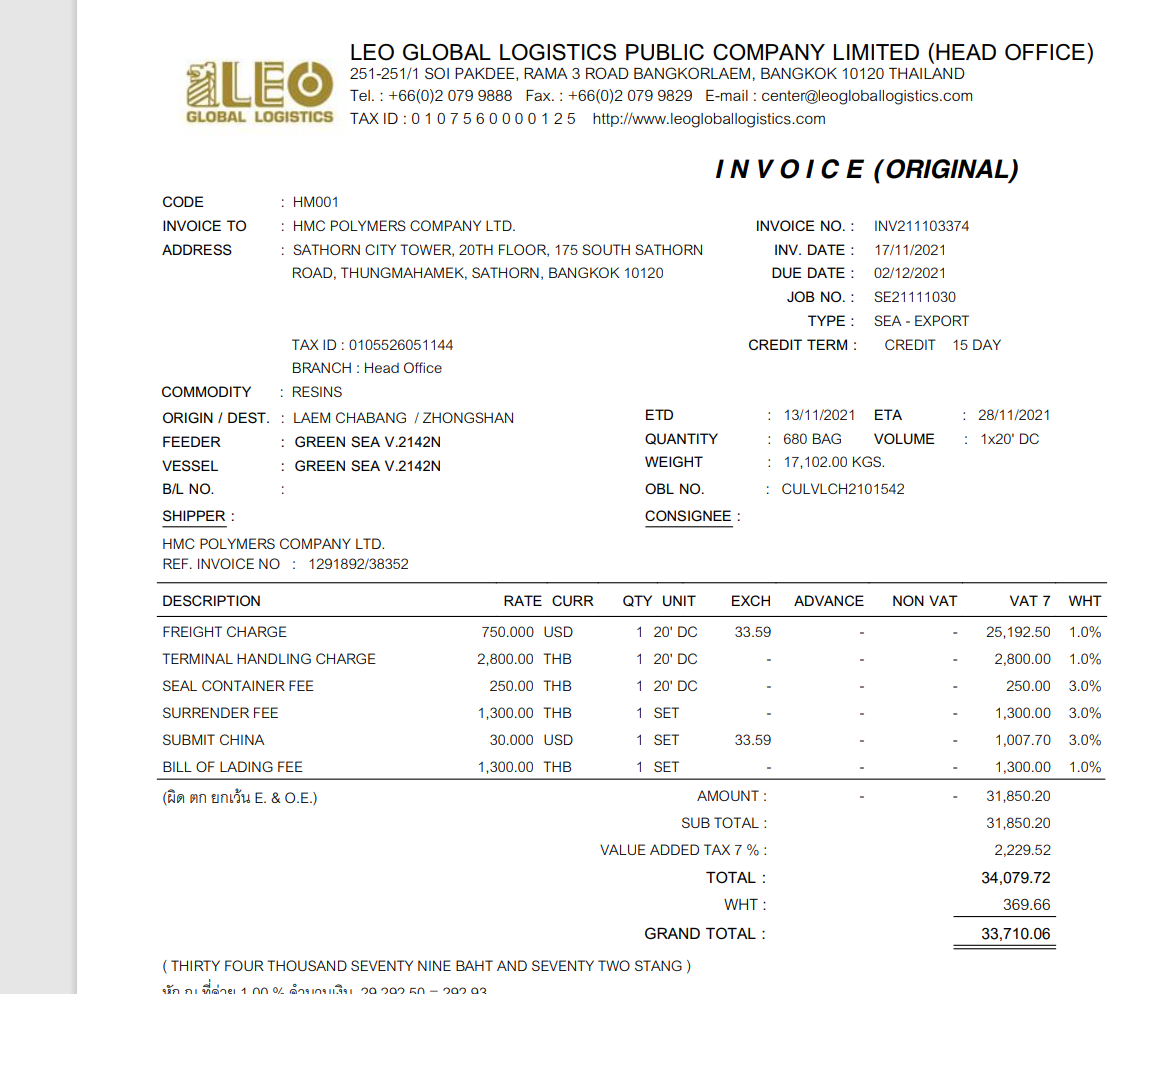 LEO
GLOBAL LOGISTICS
LEO GLOBAL LOGISTICS PUBLIC COMPANY LIMITED (HEAD OFFICE)
251-251/1 SOI PAKDEE, RAMA 3 ROAD BANGKORLAEM, BANGKOK 10120 THAILAND
Tel. : +66(0)2 079 9888 Fax. : +66(0)2 079 9829 E-mail : center@leogloballogistics.com
TAX ID : 0 1 0 7 5 6 0 0 0 0 1 2 5 http://www.leogloballogistics.com
I N V O I C E (ORIGINAL)
CODE : HM001
INVOICE TO : HMC POLYMERS COMPANY LTD. INVOICE NO. : INV211103374
ADDRESS : SATHORN CITY TOWER, 20TH FLOOR, 175 SOUTH SATHORN INV. DATE : 17/11/2021
ROAD, THUNGMAHAMEK, SATHORN, BANGKOK 10120 DUE DATE : 02/12/2021
JOB NO. : SE21111030
TYPE : SEA - EXPORT
TAX ID : 0105526051144 CREDIT TERM : CREDIT 15 DAY
BRANCH : Head Office
COMMODITY : RESINS
ORIGIN / DEST. : LAEM CHABANG / ZHONGSHAN ETD : 13/11/2021 ETA : 28/11/2021
FEEDER : GREEN SEA V.2142N QUANTITY : 680 BAG VOLUME : 1x20' DC
VESSEL : GREEN SEA V.2142N WEIGHT : 17,102.00 KGS.
B/L NO. : OBL NO. : CULVLCH2101542
SHIPPER : CONSIGNEE :
HMC POLYMERS COMPANY LTD.
REF. INVOICE NO : 1291892/38352
DESCRIPTION RATE CURR QTY UNIT EXCH ADVANCE NON VAT VAT 7 WHT
FREIGHT CHARGE 750.000 USD 1 20' DC 33.59 - - 25,192.50 1.0%
TERMINAL HANDLING CHARGE 2,800.00 THB 1 20' DC - - - 2,800.00 1.0%
SEAL CONTAINER FEE 250.00 THB 1 20' DC - - - 250.00 3.0%
SURRENDER FEE 1,300.00 THB 1 SET - - - 1,300.00 3.0%
SUBMIT CHINA 30.000 USD 1 SET 33.59 - - 1,007.70 3.0%
BILL OF LADING FEE 1,300.00 THB 1 SET - - - 1,300.00 1.0%
(ผิด ตก ยกเว้น E. & O.E.) AMOUNT : - - 31,850.20
SUB TOTAL : 31,850.20
VALUE ADDED TAX 7 % : 2,229.52
TOTAL : 34,079.72
WHT : 369.66
GRAND TOTAL : 33,710.06
( THIRTY FOUR THOUSAND SEVENTY NINE BAHT AND SEVENTY TWO STANG )
หัก ณ ที่จ่าย 1.00 % คำนวนเงิน 29,292.50 = 292.93